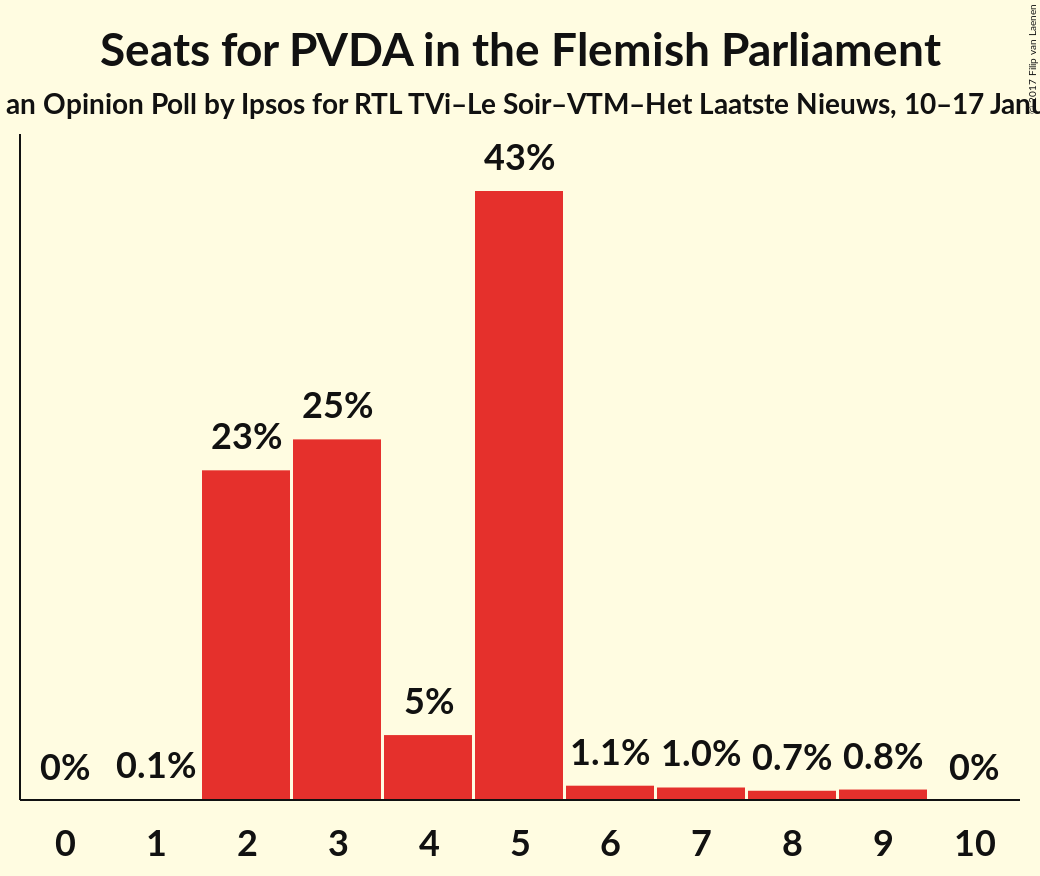 Seats for PVDA in the Flemish Parliament
an Opinion Poll by Ipsos for RTL TVi–Le Soir–VTM–Het Laatste Nieuws, 10–17 Janu
© 2017 Filip van Laenen
43%
25%
23%
5%
1.1%
1.0%
0.7%
0.8%
0%
0.1%
0%
0 1 2 3 4 5 6 7 8 9 10